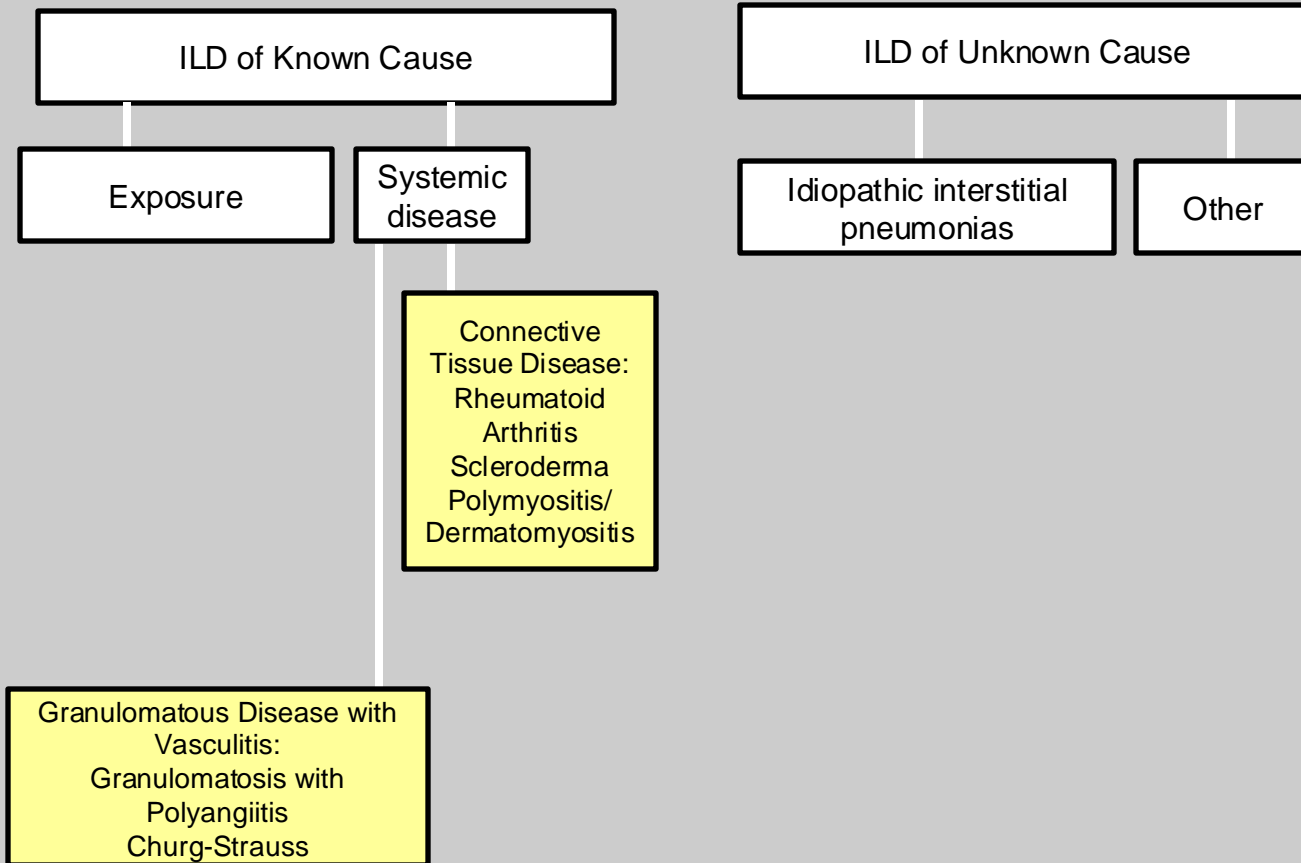 ILD of Known Cause
ILD of Unknown Cause
Exposure
Systemic
disease
Idiopathic interstitial
pneumonias
Other
Connective
Tissue Disease:
Rheumatoid
Arthritis
Scleroderma
Polymyositis/
Dermatomyositis
Granulomatous Disease with
Vasculitis:
Granulomatosis with
Polyangiitis
Churg-Strauss